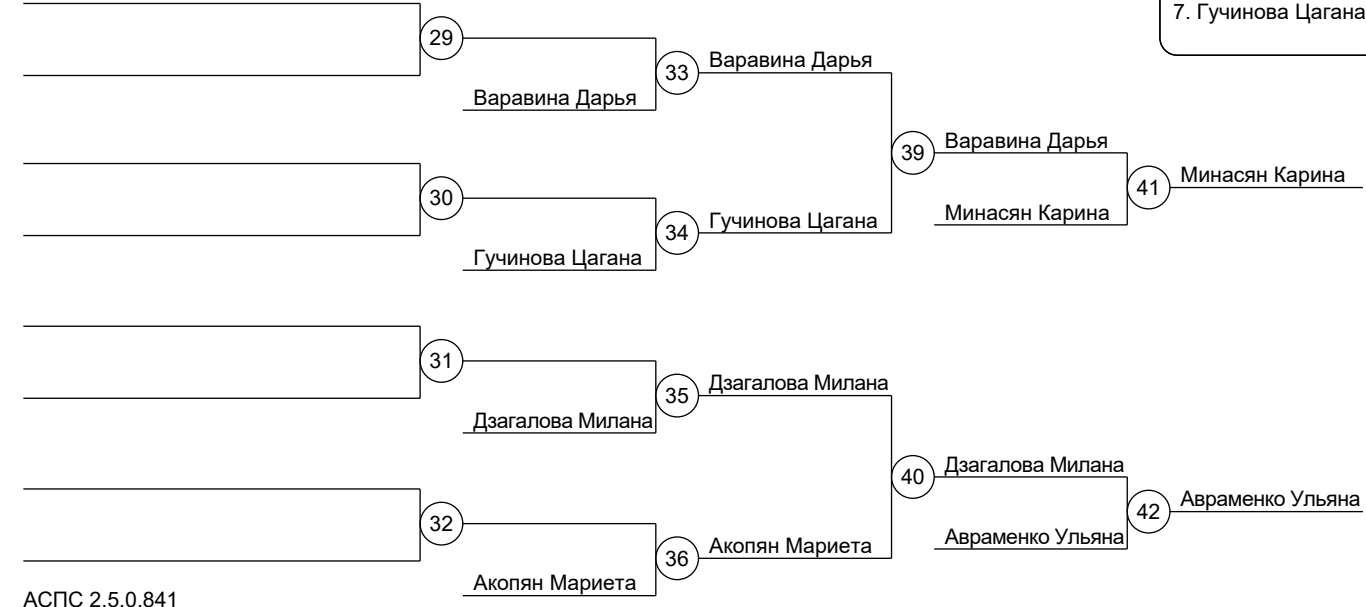 7. Гучинова Цагана
29
33
Варавина Дарья
Варавина Дарья
39
Варавина Дарья
41
Минасян Карина
30
34
Гучинова Цагана
Минасян Карина
Гучинова Цагана
31
35
Дзагалова Милана
Дзагалова Милана
40
Дзагалова Милана
42
Авраменко Ульяна
32
36
Акопян Мариета
Авраменко Ульяна
Акопян Мариета
АСПС 2.5.0.841